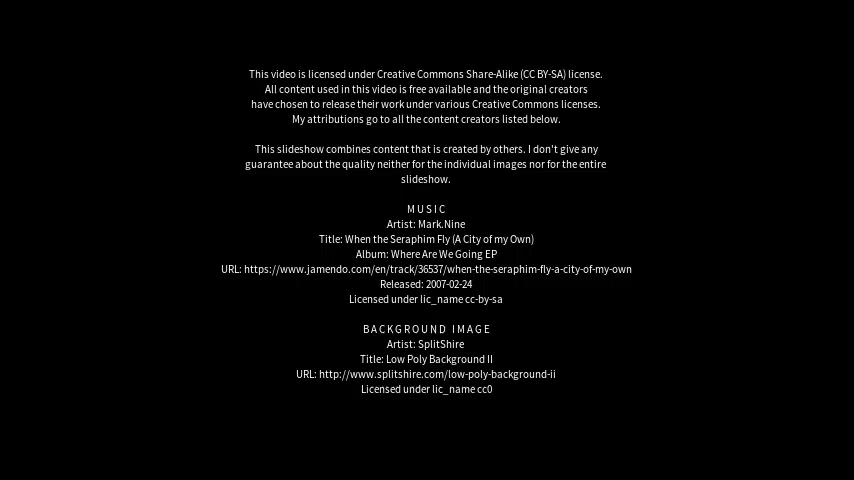 This video is licensed under Creative Commons Share-Alike (CC BY-SA) license.
All content used in this video is free available and the original creators
have chosen to release their work under various Creative Commons licenses.
My attributions go to all the content creators listed below.
This slideshow combines content that is created by others. I don't give any
guarantee about the quality neither for the individual images nor for the entire
slideshow.
MUSIC
Artist: Mark.Nine
Title: When the Seraphim Fly (A City of my Own)
Album: Where Are We Going EP
URL: https://www.jamendo.com/en/track/36537/when-the-seraphim-fly-a-city-of-my-own
Released: 2007-02-24
Licensed under lic_name cc-by-sa
BACKGROUND IMAGE
Artist: SplitShire
Title: Low Poly Background II
URL: http://www.splitshire.com/low-poly-background-ii
Licensed under lic_name cc0